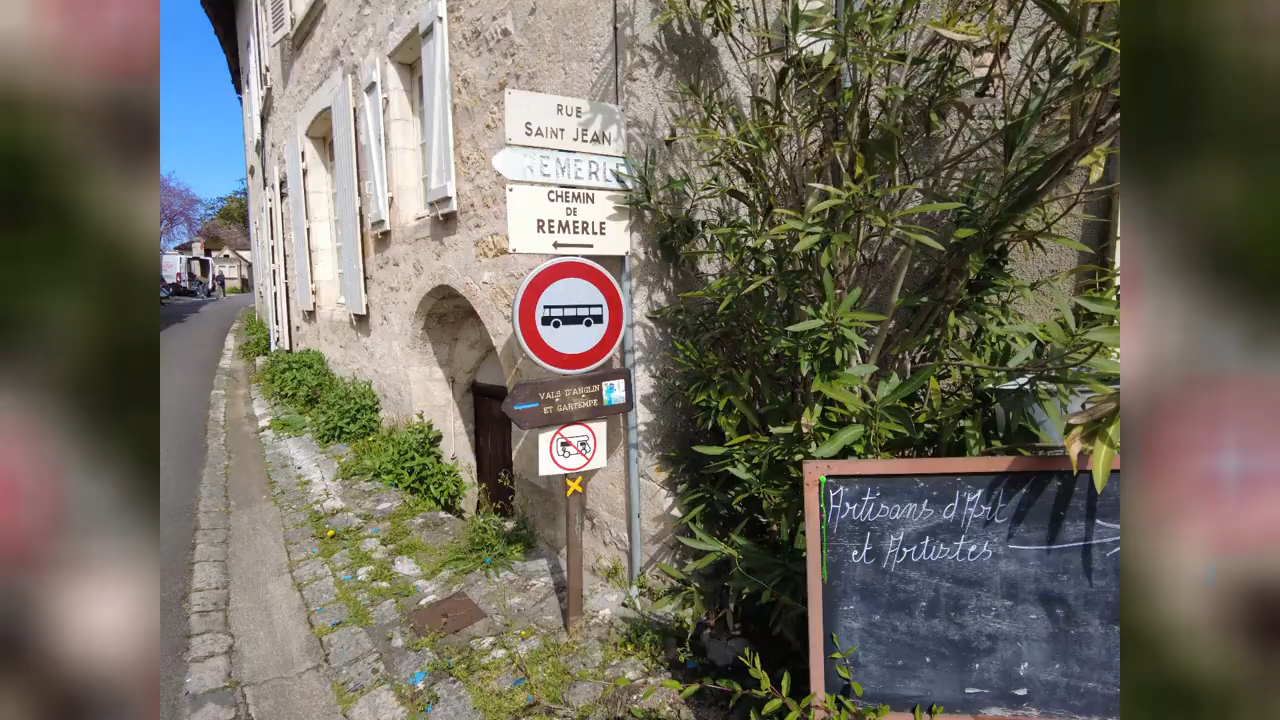 RUE
SAINT JEAN
REMERLE
CHEMIN
DE
REMERLE
VALS D'ANGLIN
ET GARTEMPE
Artisans d'Art
et Artistes